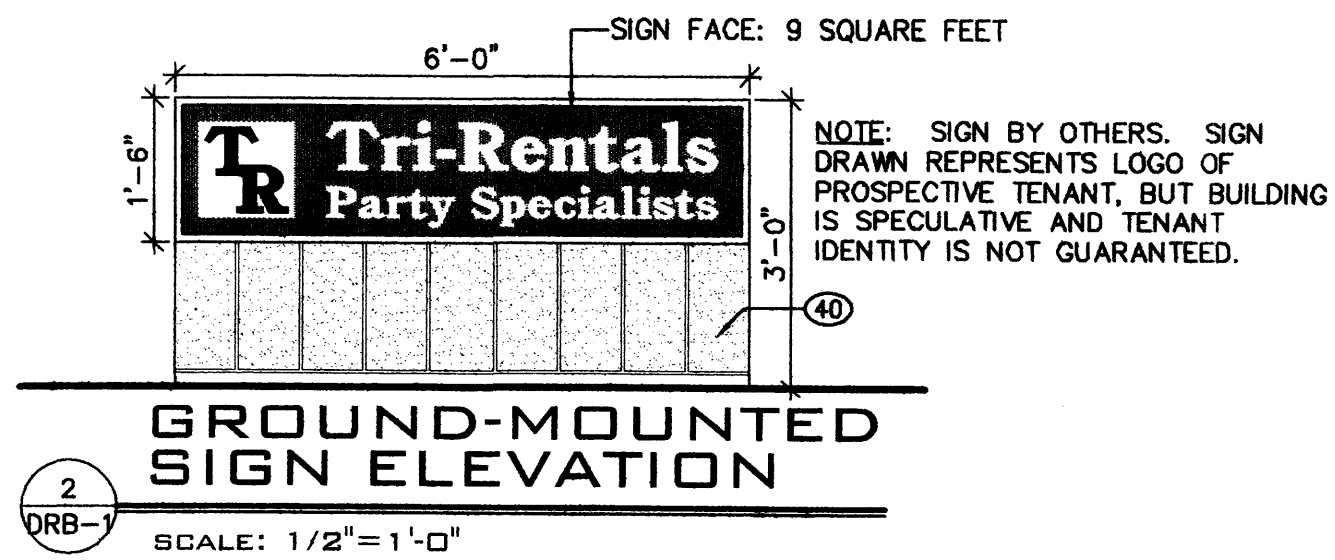 SIGN FACE: 9 SQUARE FEET
6'-0"
1'-6"
TR
Tri-Rentals
Party Specialists
3'-0"
NOTE: SIGN BY OTHERS. SIGN
DRAWN REPRESENTS LOGO OF
PROSPECTIVE TENANT, BUT BUILDING
IS SPECULATIVE AND TENANT
IDENTITY IS NOT GUARANTEED.
40
GROUND-MOUNTED
SIGN ELEVATION
2
DRB-1
SCALE: 1/2"=1'-0"